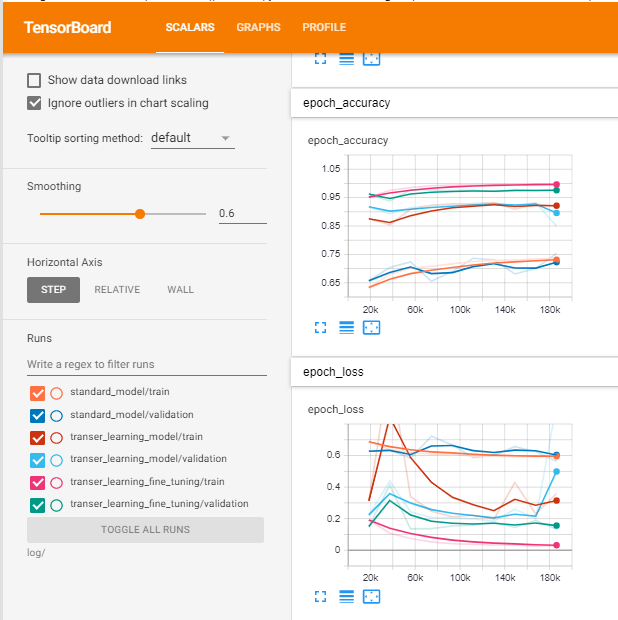 TensorBoard SCALARS GRAPHS PROFILE
Show data download links
Ignore outliers in chart scaling
Tooltip sorting method: default
Smoothing
0.6
Horizontal Axis
STEP RELATIVE WALL
Runs
Write a regex to filter runs
standard_model/train
standard_model/validation
transer_learning_model/train
transer_learning_model/validation
transer_learning_fine_tuning/train
transer_learning_fine_tuning/validation
TOGGLE ALL RUNS
log/
epoch_accuracy
epoch_accuracy
1.05
0.95
0.85
0.75
0.65
20k 60k 100k 140k 180k
epoch_loss
epoch_loss
0.6
0.4
0.2
0
20k 60k 100k 140k 180k